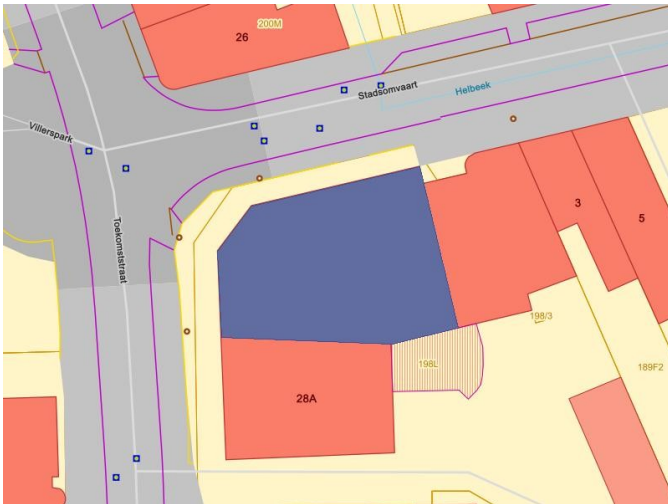 200M
26
Stadsomvaart
Helbeek
Villerspark
3
5
Toekomststraat
198/3
198L
189F2
28A